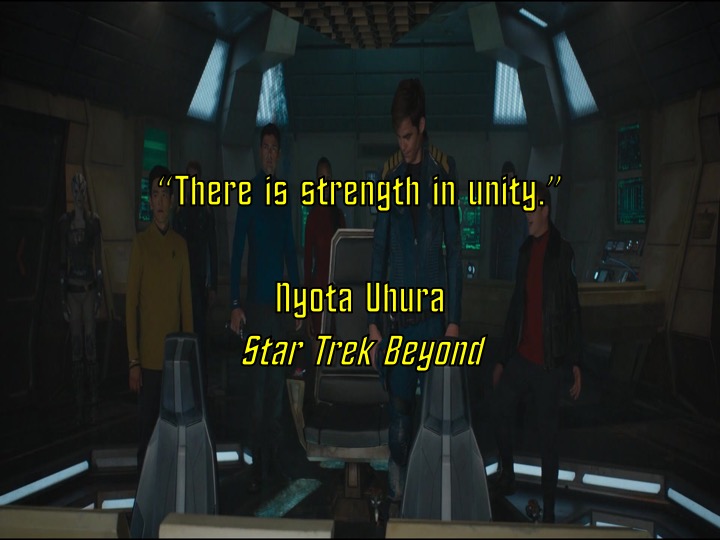 “There is strength in unity.”
Nyota Uhura
Star Trek Beyond